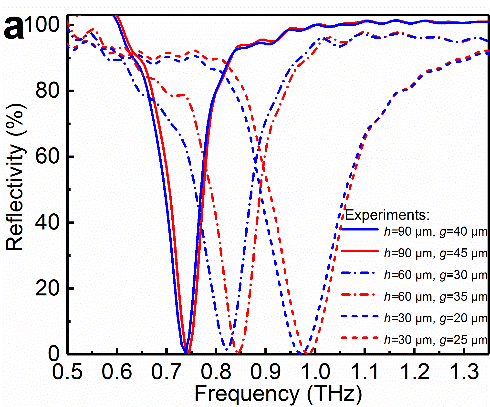 a
100
80
60
40
20
0
Reflectivity (%)
Experiments:
h=90 μm, g=40 μm
h=90 μm, g=45 μm
h=60 μm, g=30 μm
h=60 μm, g=35 μm
h=30 μm, g=20 μm
h=30 μm, g=25 μm
0.5 0.6 0.7 0.8 0.9 1.0 1.1 1.2 1.3
Frequency (THz)